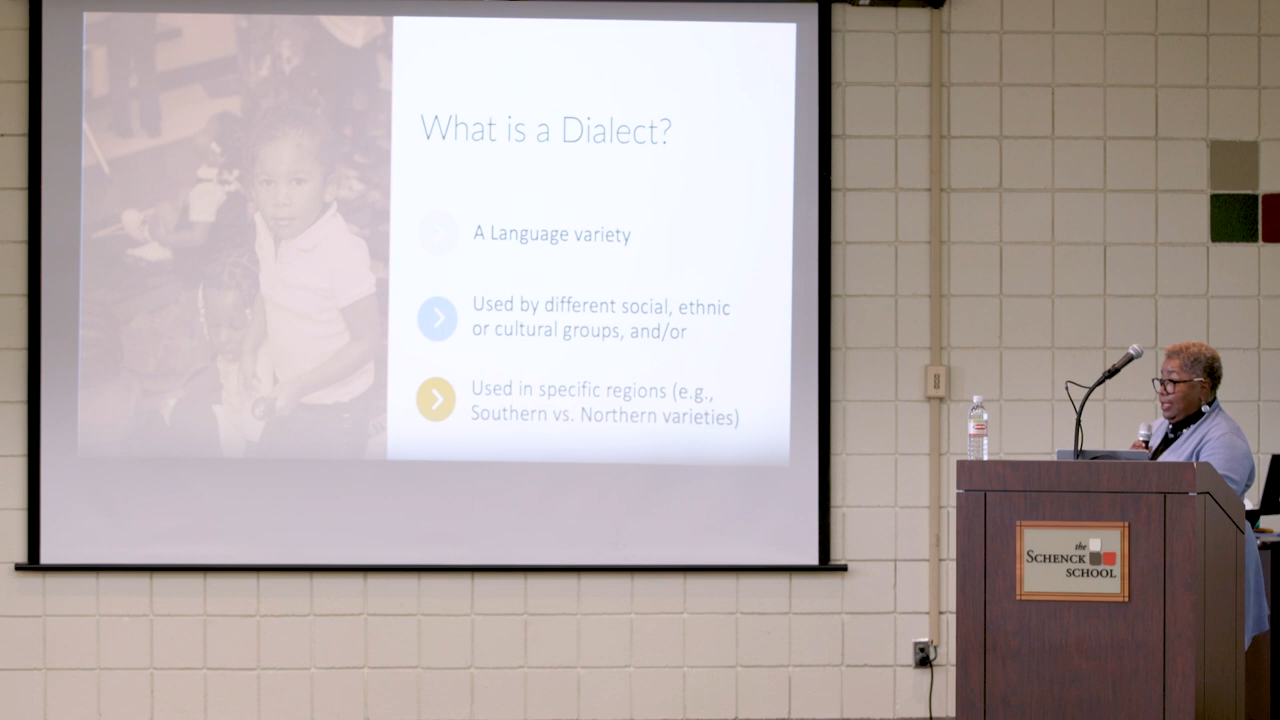 What is a Dialect?
A Language variety
Used by different social, ethnic
or cultural groups, and/or
Used in specific regions (e.g.,
Southern vs. Northern varieties)
the
SCHENCK
SCHOOL